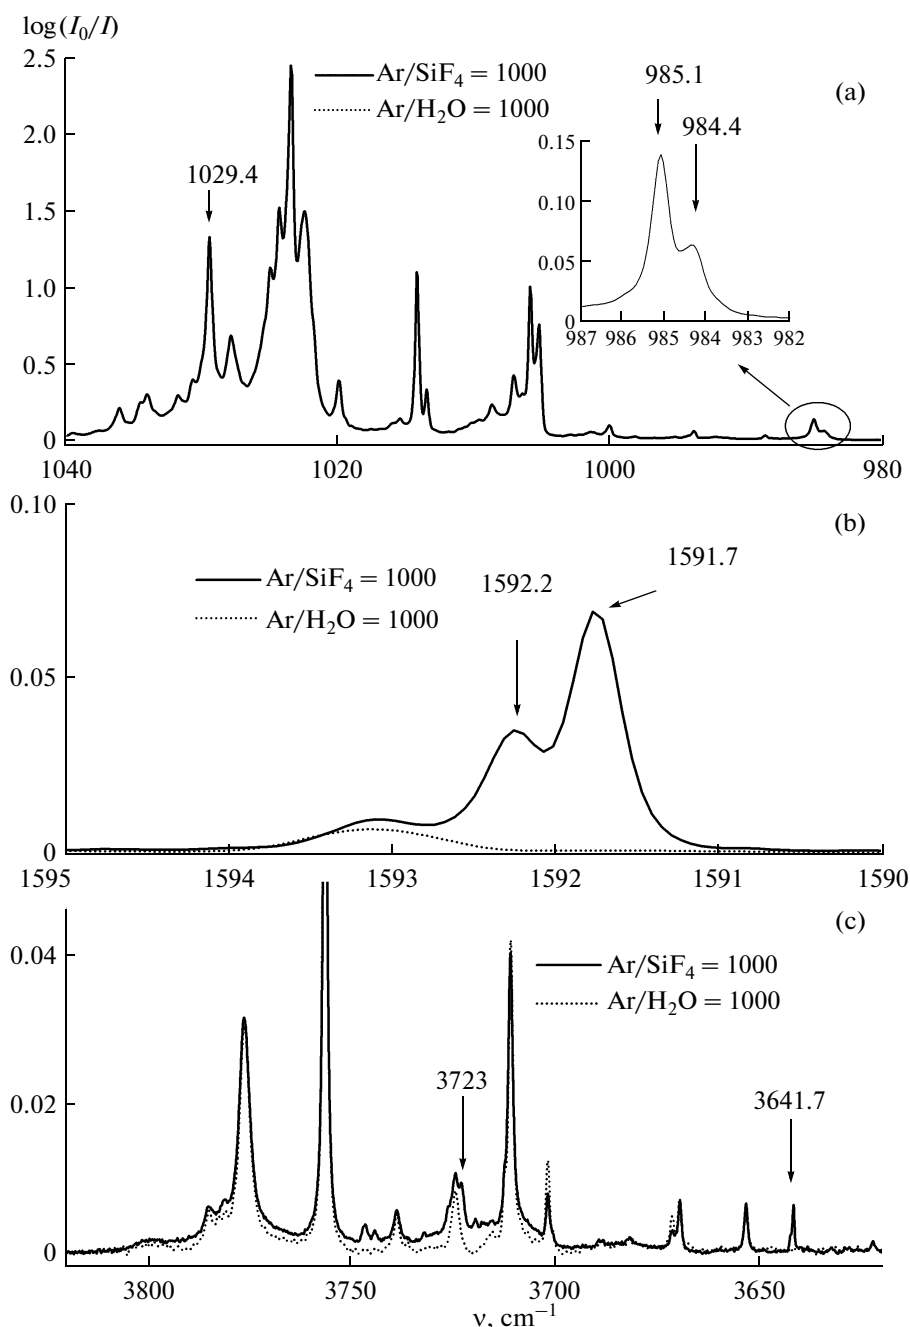 log (I₀/I)
2.5
Ar/SiF₄ = 1000
985.1
(a)
Ar/H₂O = 1000
984.4
2.0
0.15
1029.4
1.5
0.10
1.0
0.05
0
987 986 985 984 983 982
0.5
0
1040 1020 1000 980
0.10
(b)
Ar/SiF₄ = 1000
1592.2
1591.7
Ar/H₂O = 1000
0.05
0
1595 1594 1593 1592 1591 1590
(c)
0.04
Ar/SiF₄ = 1000
Ar/H₂O = 1000
3723
3641.7
0.02
0
3800 3750 3700 3650
ν, cm⁻¹